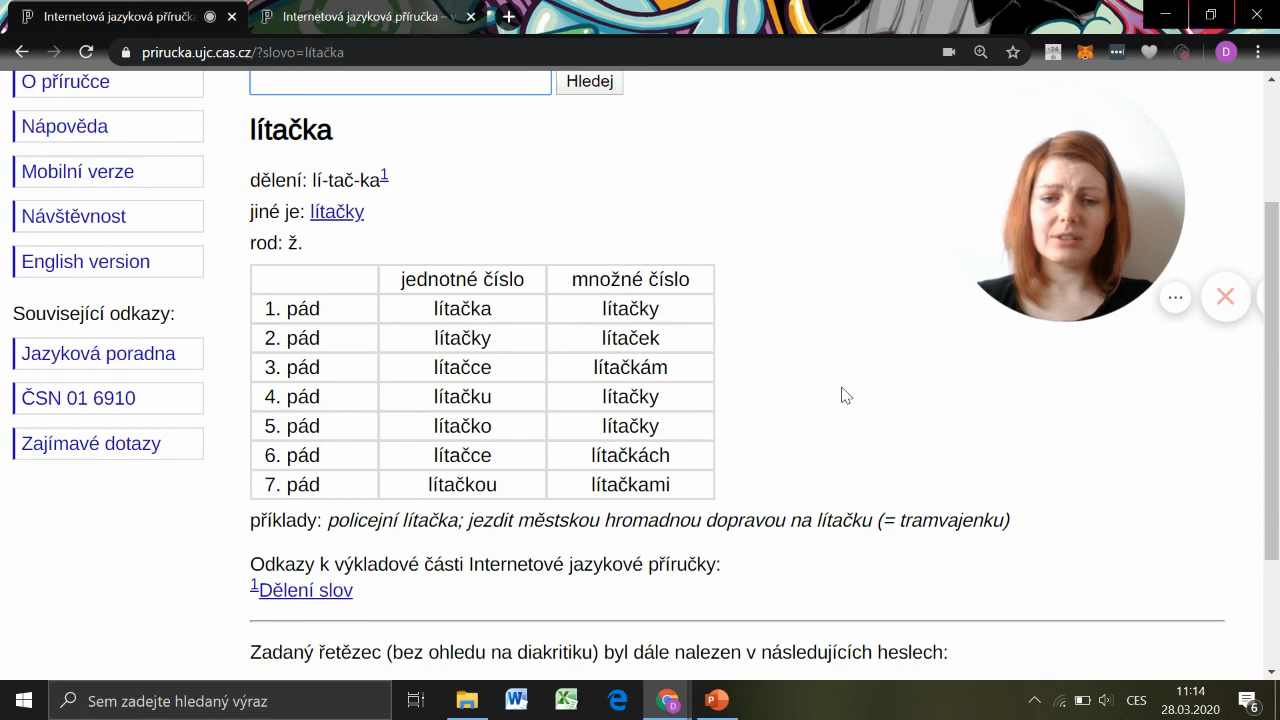 Internetová jazyková příručk
Internetová jazyková příručka – v
prirucka.ujc.cas.cz/?slovo=lítačka
-24
D
O příručce
Hledej
Nápověda
Mobilní verze
Návštěvnost
English version
Související odkazy:
Jazyková poradna
ČSN 01 6910
Zajímavé dotazy
lítačka
dělení: lí-tač-ka1
jiné je: lítačky
rod: ž.
jednotné číslo množné číslo
1. pád lítačka lítačky
2. pád lítačky lítaček
3. pád lítačce lítačkám
4. pád lítačku lítačky
5. pád lítačko lítačky
6. pád lítačce lítačkách
7. pád lítačkou lítačkami
příklady: policejní lítačka; jezdit městskou hromadnou dopravou na lítačku (= tramvajenku)
Odkazy k výkladové části Internetové jazykové příručky:
1Dělení slov
Zadaný řetězec (bez ohledu na diakritiku) byl dále nalezen v následujících heslech:
Sem zadejte hledaný výraz
CES
11:14
28.03.2020
6